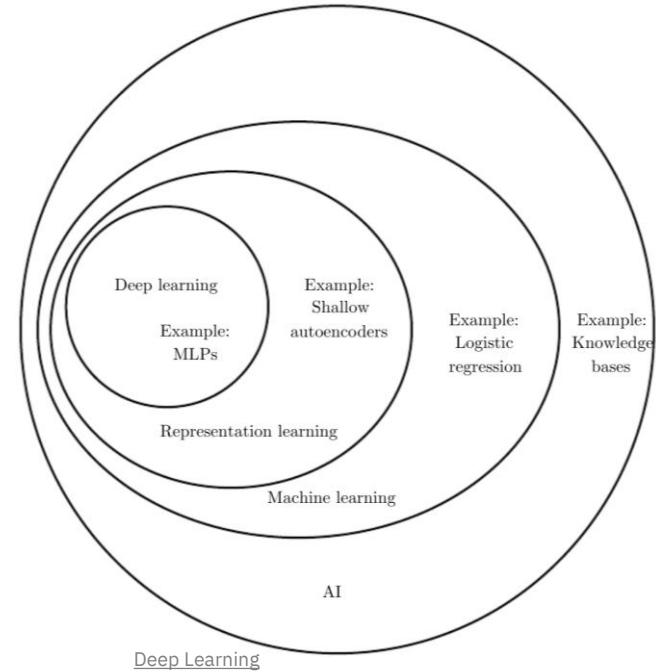 Deep learning
Example:
MLPs
Example:
Shallow
autoencoders
Example:
Logistic
regression
Example:
Knowledge
bases
Representation learning
Machine learning
AI
Deep Learning